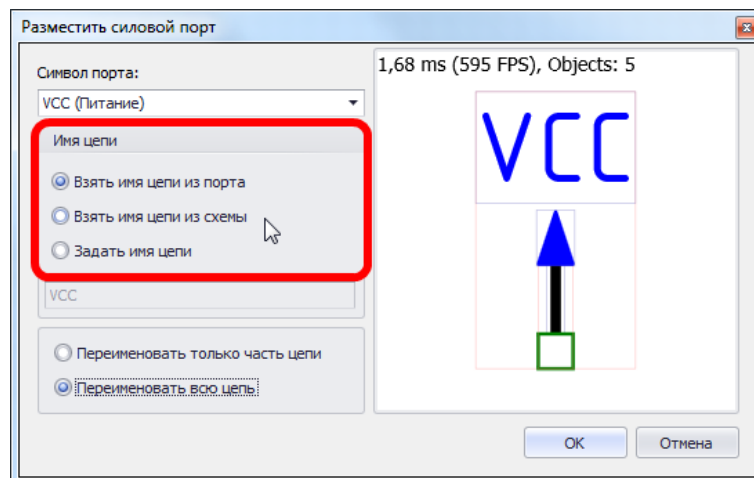 Разместить силовой порт
Символ порта:
VCC (Питание)
Имя цепи
Взять имя цепи из порта
Взять имя цепи из схемы
Задать имя цепи
VCC
Переименовать только часть цепи
Переименовать всю цепь
1,68 ms (595 FPS), Objects: 5
VCC
OK
Отмена